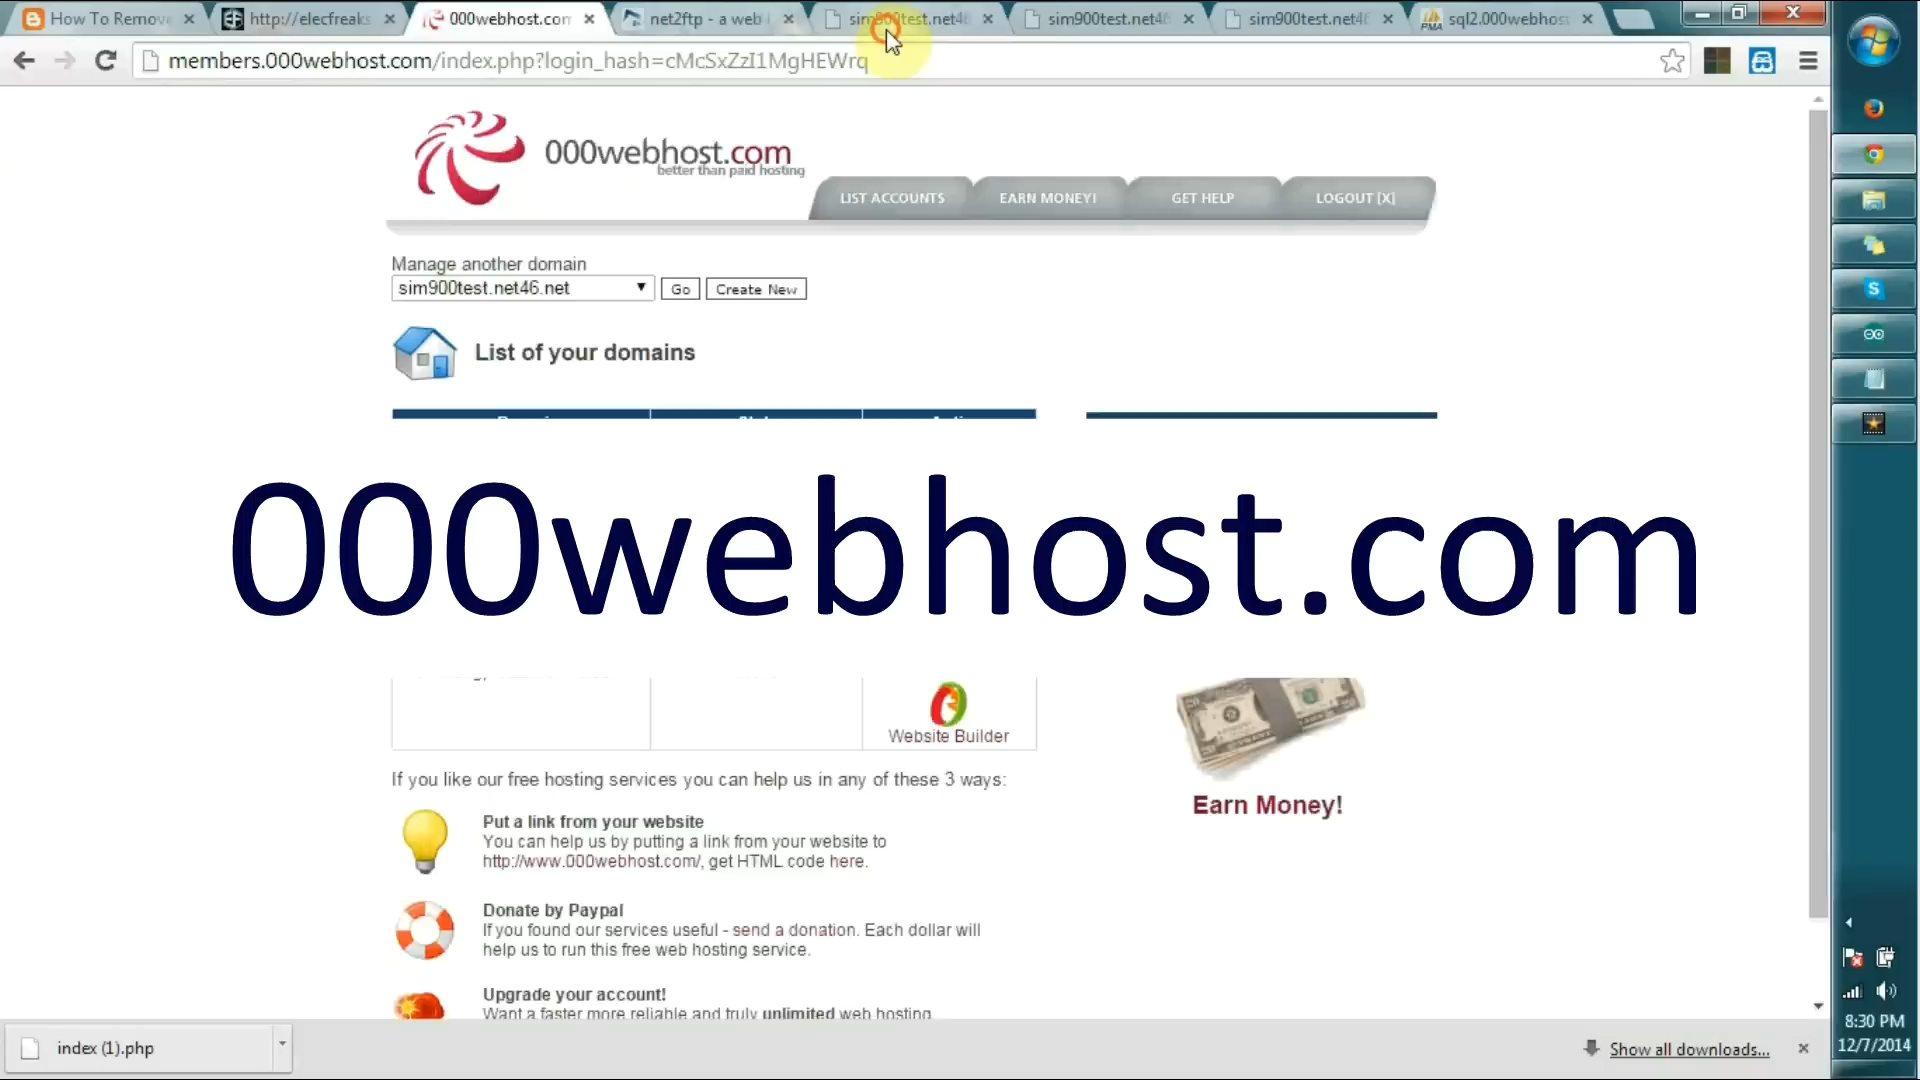 How To Remove
http://elecfreaks
000webhost.com
net2ftp - a web
sim900test.net46
sim900test.net46
sim900test.net46
sql2.000webhost
members.000webhost.com/index.php?login_hash=cMcSxZzI1MgHEWrq
000webhost.com
better than paid hosting
LIST ACCOUNTS
EARN MONEY!
GET HELP
LOGOUT [X]
Manage another domain
sim900test.net46.net
Go
Create New
List of your domains
000webhost.com
Website Builder
If you like our free hosting services you can help us in any of these 3 ways:
Earn Money!
Put a link from your website
You can help us by putting a link from your website to
http://www.000webhost.com/, get HTML code here.
Donate by Paypal
If you found our services useful - send a donation. Each dollar will
help us to run this free web hosting service.
Upgrade your account!
Want a faster more reliable and truly unlimited web hosting.
index (1).php
Show all downloads...
8:30 PM
12/7/2014